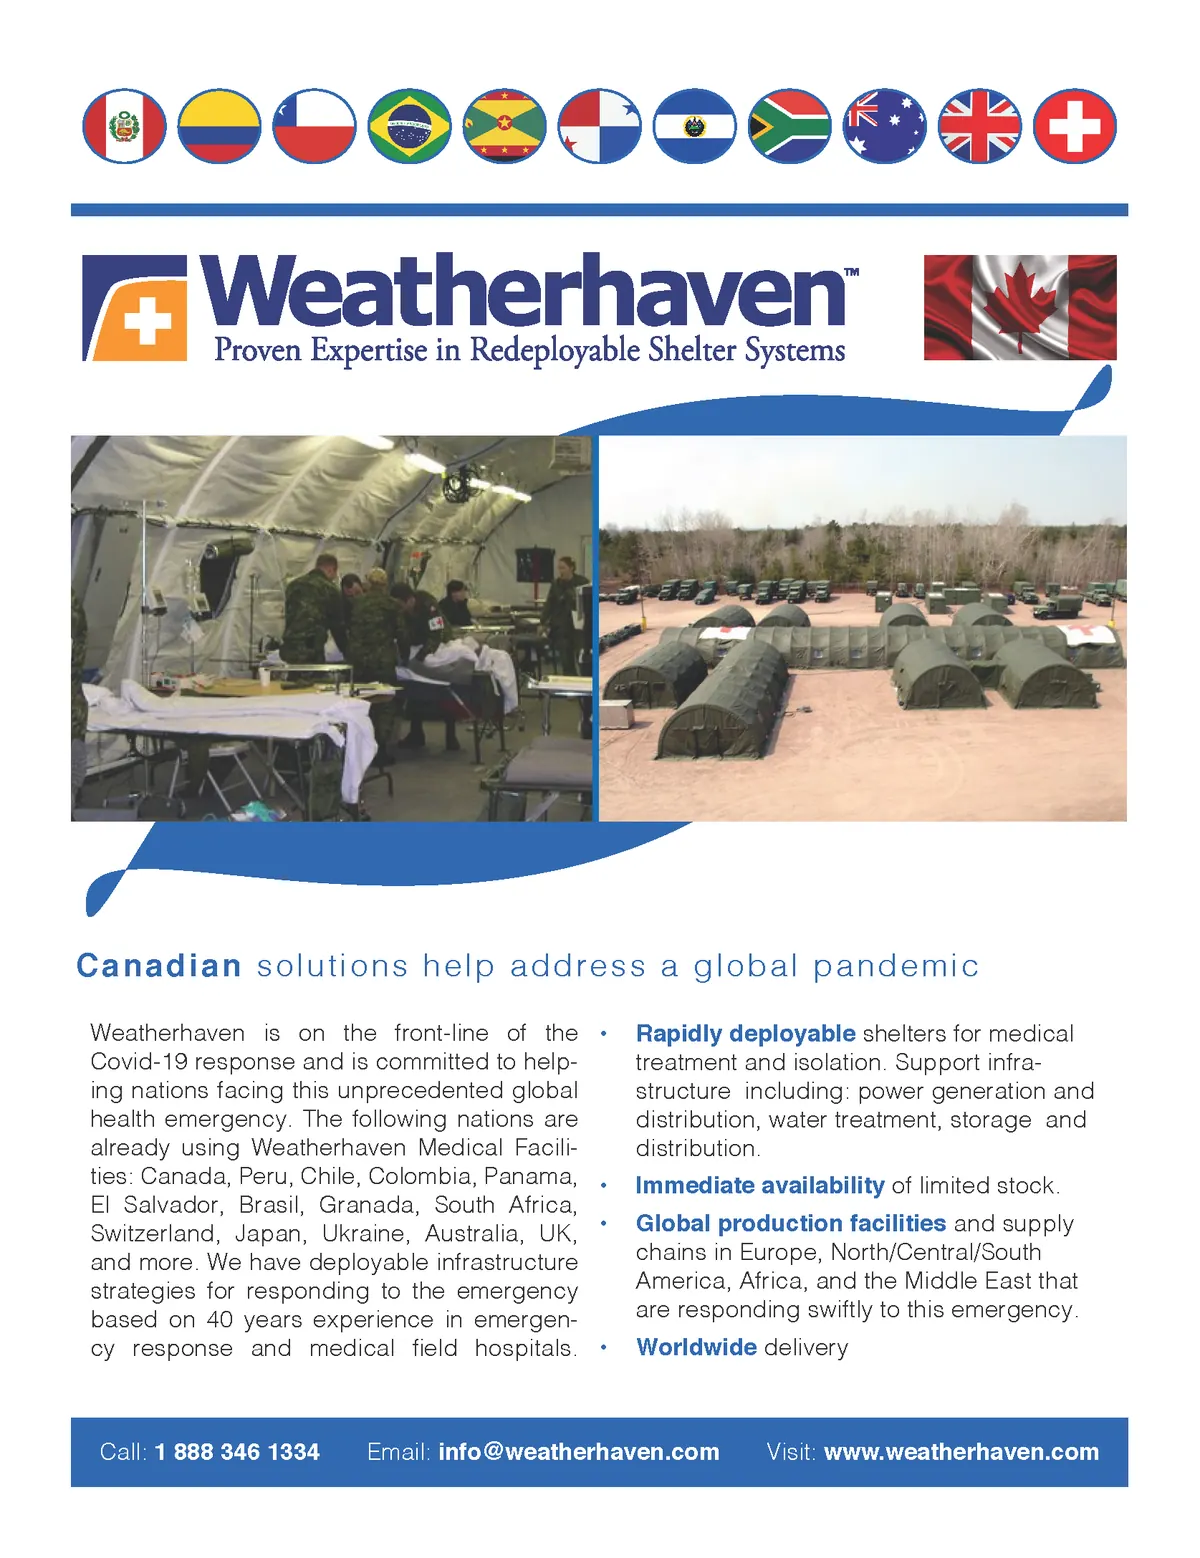 Weatherhaven™
Proven Expertise in Redeployable Shelter Systems
Canadian solutions help address a global pandemic
Weatherhaven is on the front-line of the
Covid-19 response and is committed to help-
ing nations facing this unprecedented global
health emergency. The following nations are
already using Weatherhaven Medical Facili-
ties: Canada, Peru, Chile, Colombia, Panama,
El Salvador, Brasil, Granada, South Africa,
Switzerland, Japan, Ukraine, Australia, UK,
and more. We have deployable infrastructure
strategies for responding to the emergency
based on 40 years experience in emergen-
cy response and medical field hospitals.
• Rapidly deployable shelters for medical
treatment and isolation. Support infra-
structure including: power generation and
distribution, water treatment, storage and
distribution.
• Immediate availability of limited stock.
• Global production facilities and supply
chains in Europe, North/Central/South
America, Africa, and the Middle East that
are responding swiftly to this emergency.
• Worldwide delivery
Call: 1 888 346 1334 Email: info@weatherhaven.com Visit: www.weatherhaven.com